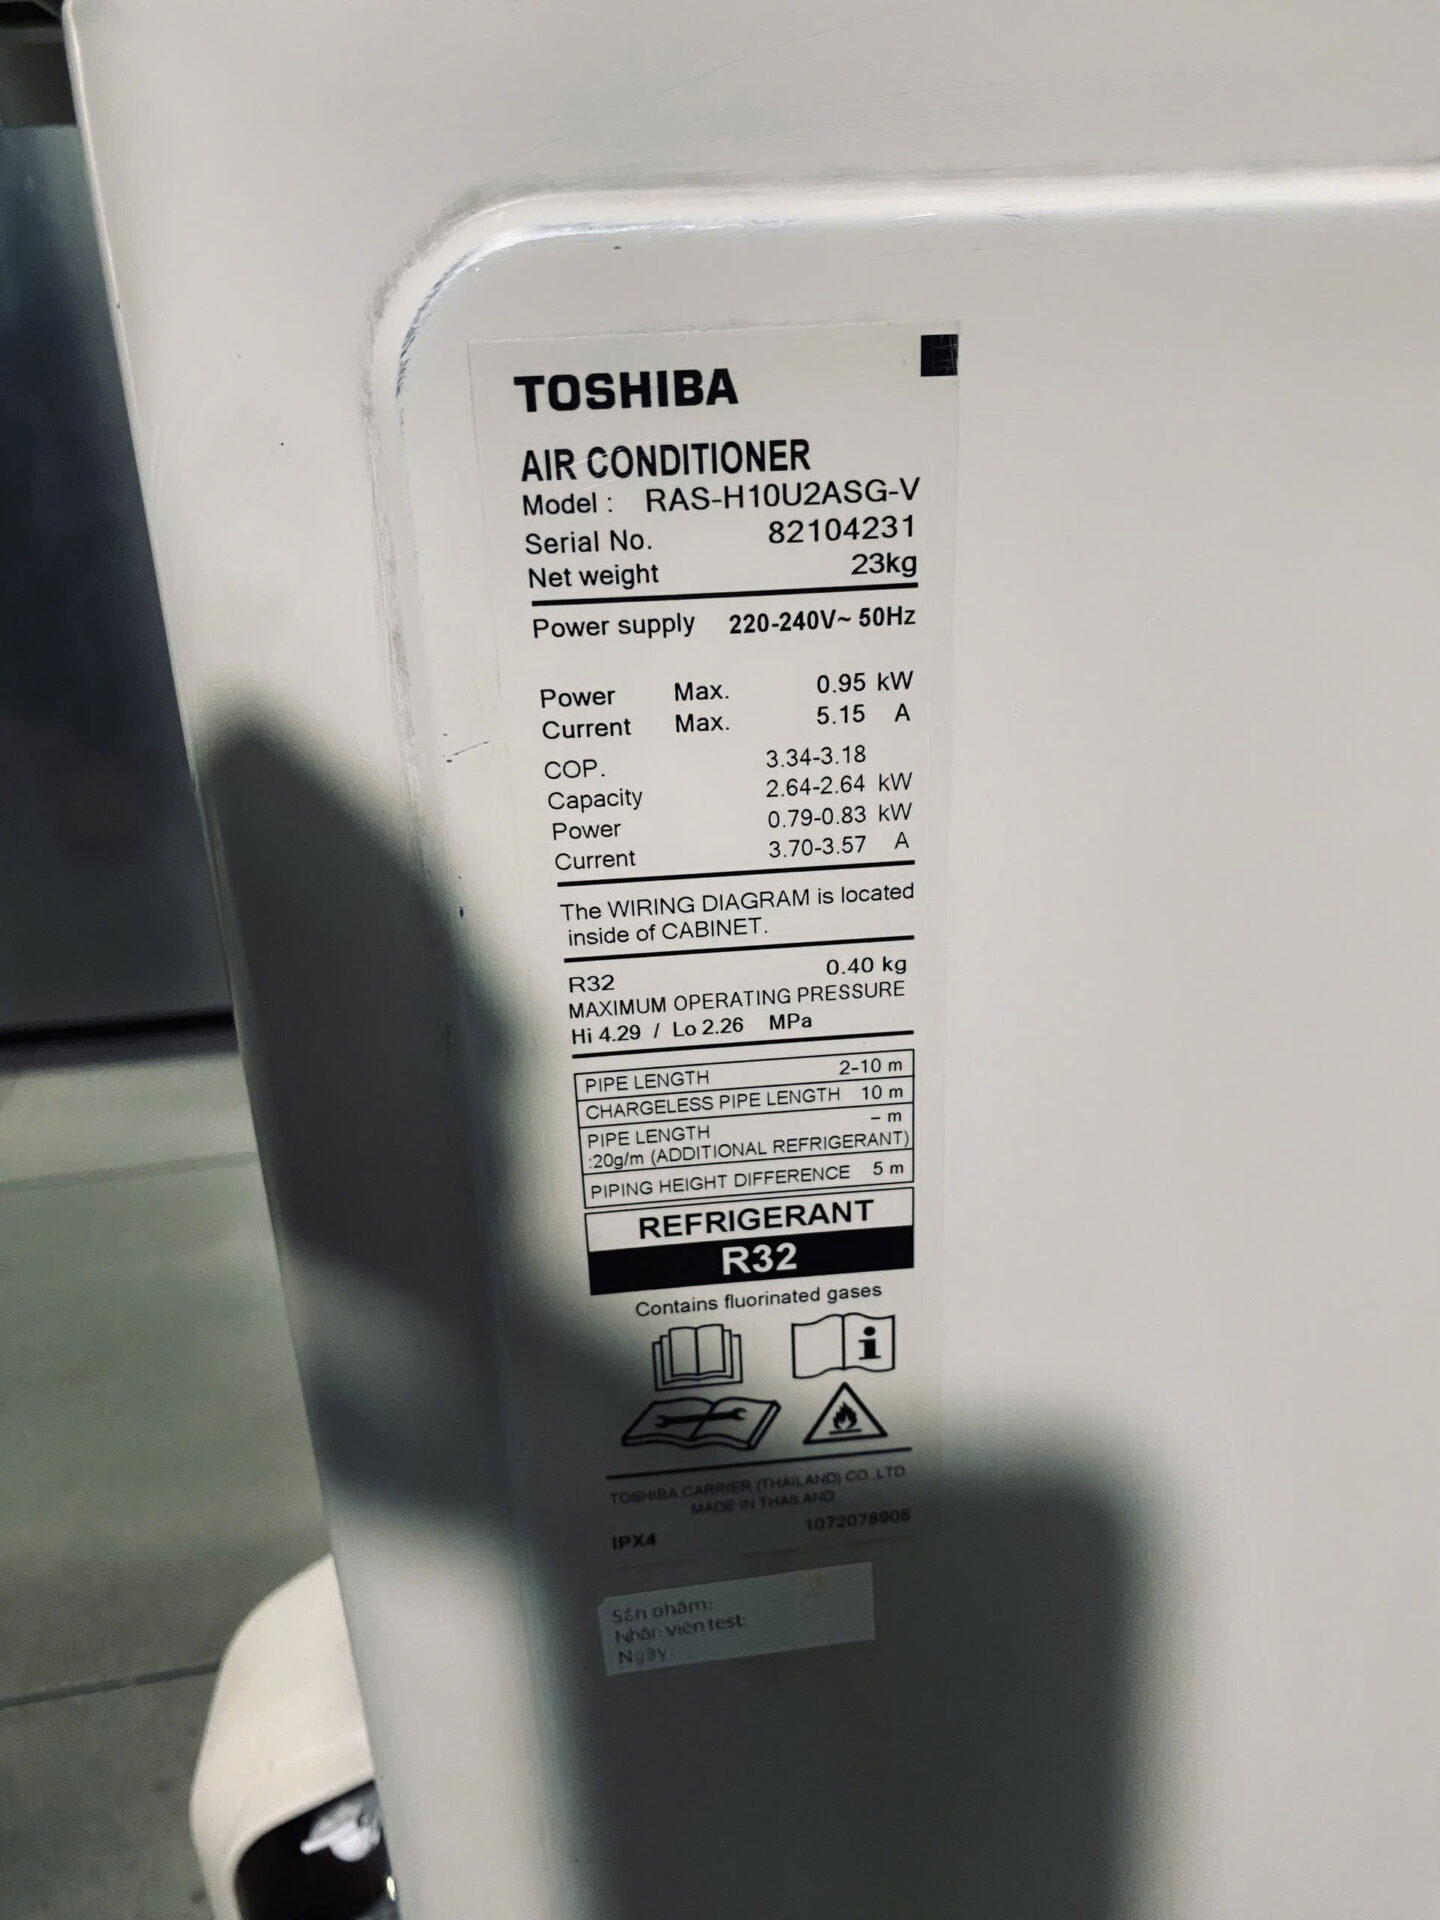 TOSHIBA
AIR CONDITIONER
Model : RAS-H10U2ASG-V
Serial No. 82104231
Net weight 23kg
Power supply 220-240V~ 50Hz
Power Max. 0.95 kW
Current Max. 5.15 A
COP. 3.34-3.18
Capacity 2.64-2.64 kW
Power 0.79-0.83 kW
Current 3.70-3.57 A
The WIRING DIAGRAM is located
inside of CABINET.
R32 0.40 kg
MAXIMUM OPERATING PRESSURE
Hi 4.29 / Lo 2.26 MPa
PIPE LENGTH 2-10 m
CHARGELESS PIPE LENGTH 10 m
PIPE LENGTH – m
:20g/m (ADDITIONAL REFRIGERANT)
PIPING HEIGHT DIFFERENCE 5 m
REFRIGERANT
R32
Contains fluorinated gases
i
TOSHIBA CARRIER (THAILAND) CO.,LTD
MADE IN THAILAND
IPX4 1072078905
Sản phẩm:
Nhân viên test:
Ngày: